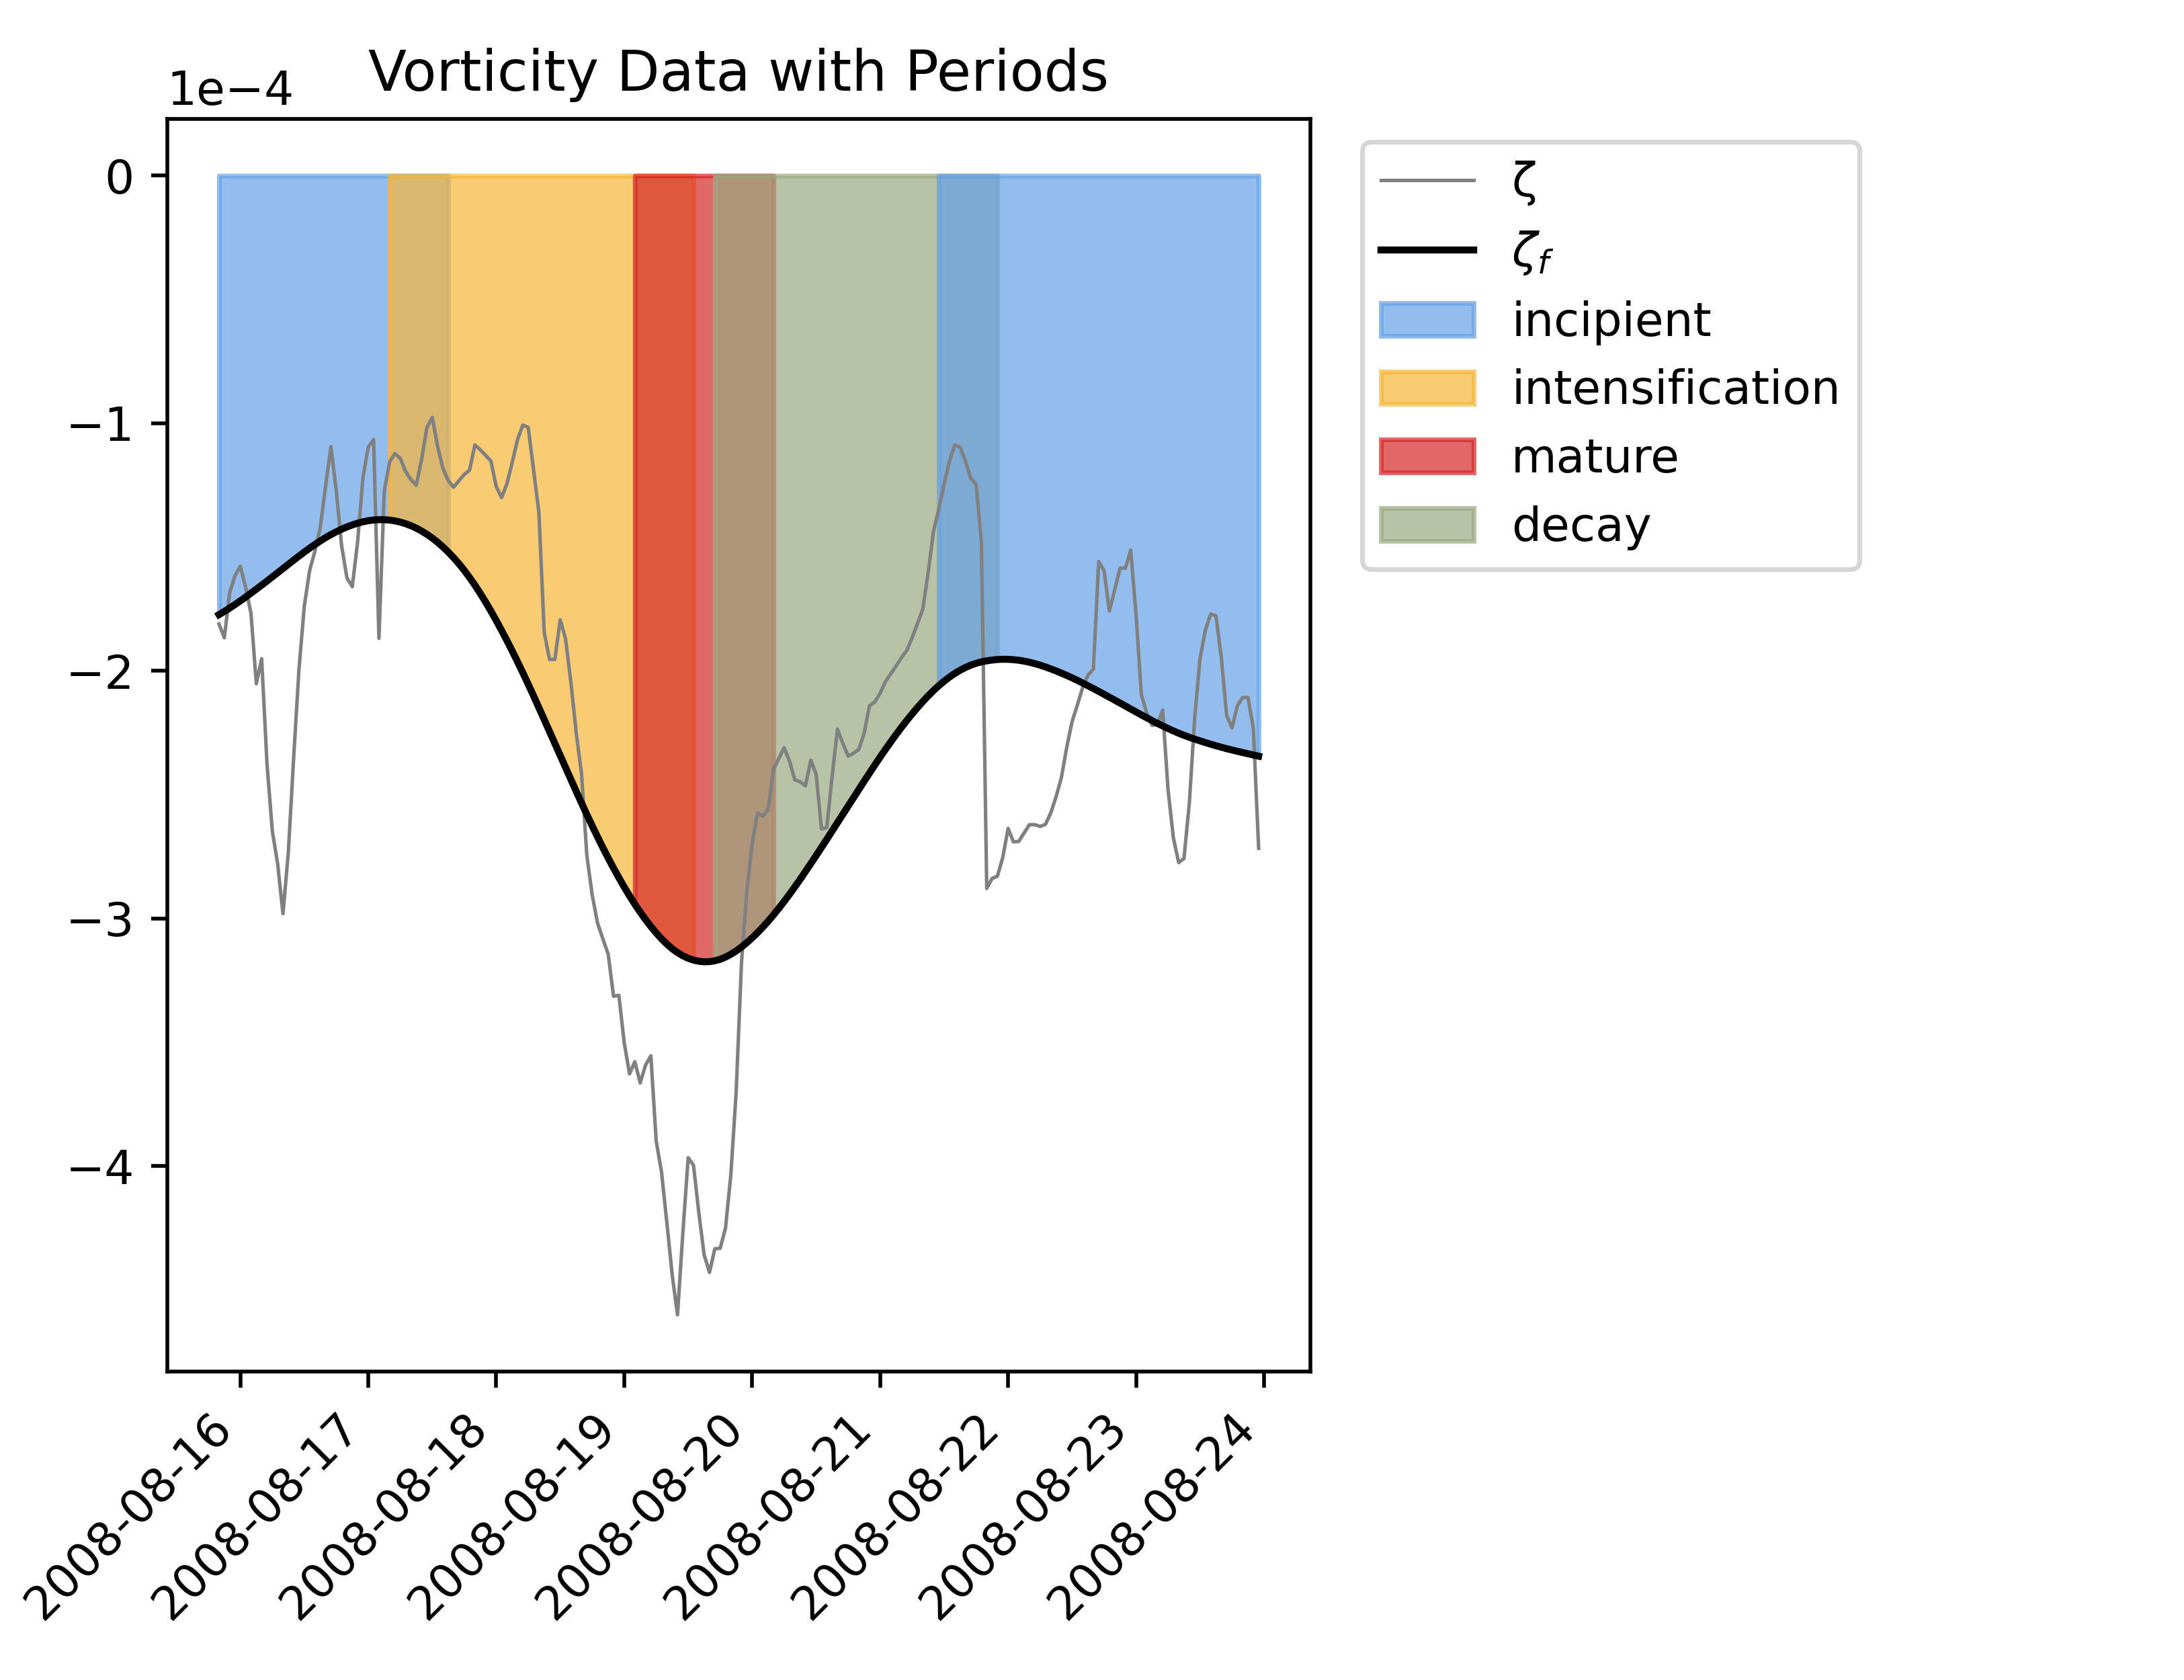 Vorticity Data with Periods
1e−4
0
−1
−2
−3
−4
2008-08-16
2008-08-17
2008-08-18
2008-08-19
2008-08-20
2008-08-21
2008-08-22
2008-08-23
2008-08-24
ζ
ζf
incipient
intensification
mature
decay